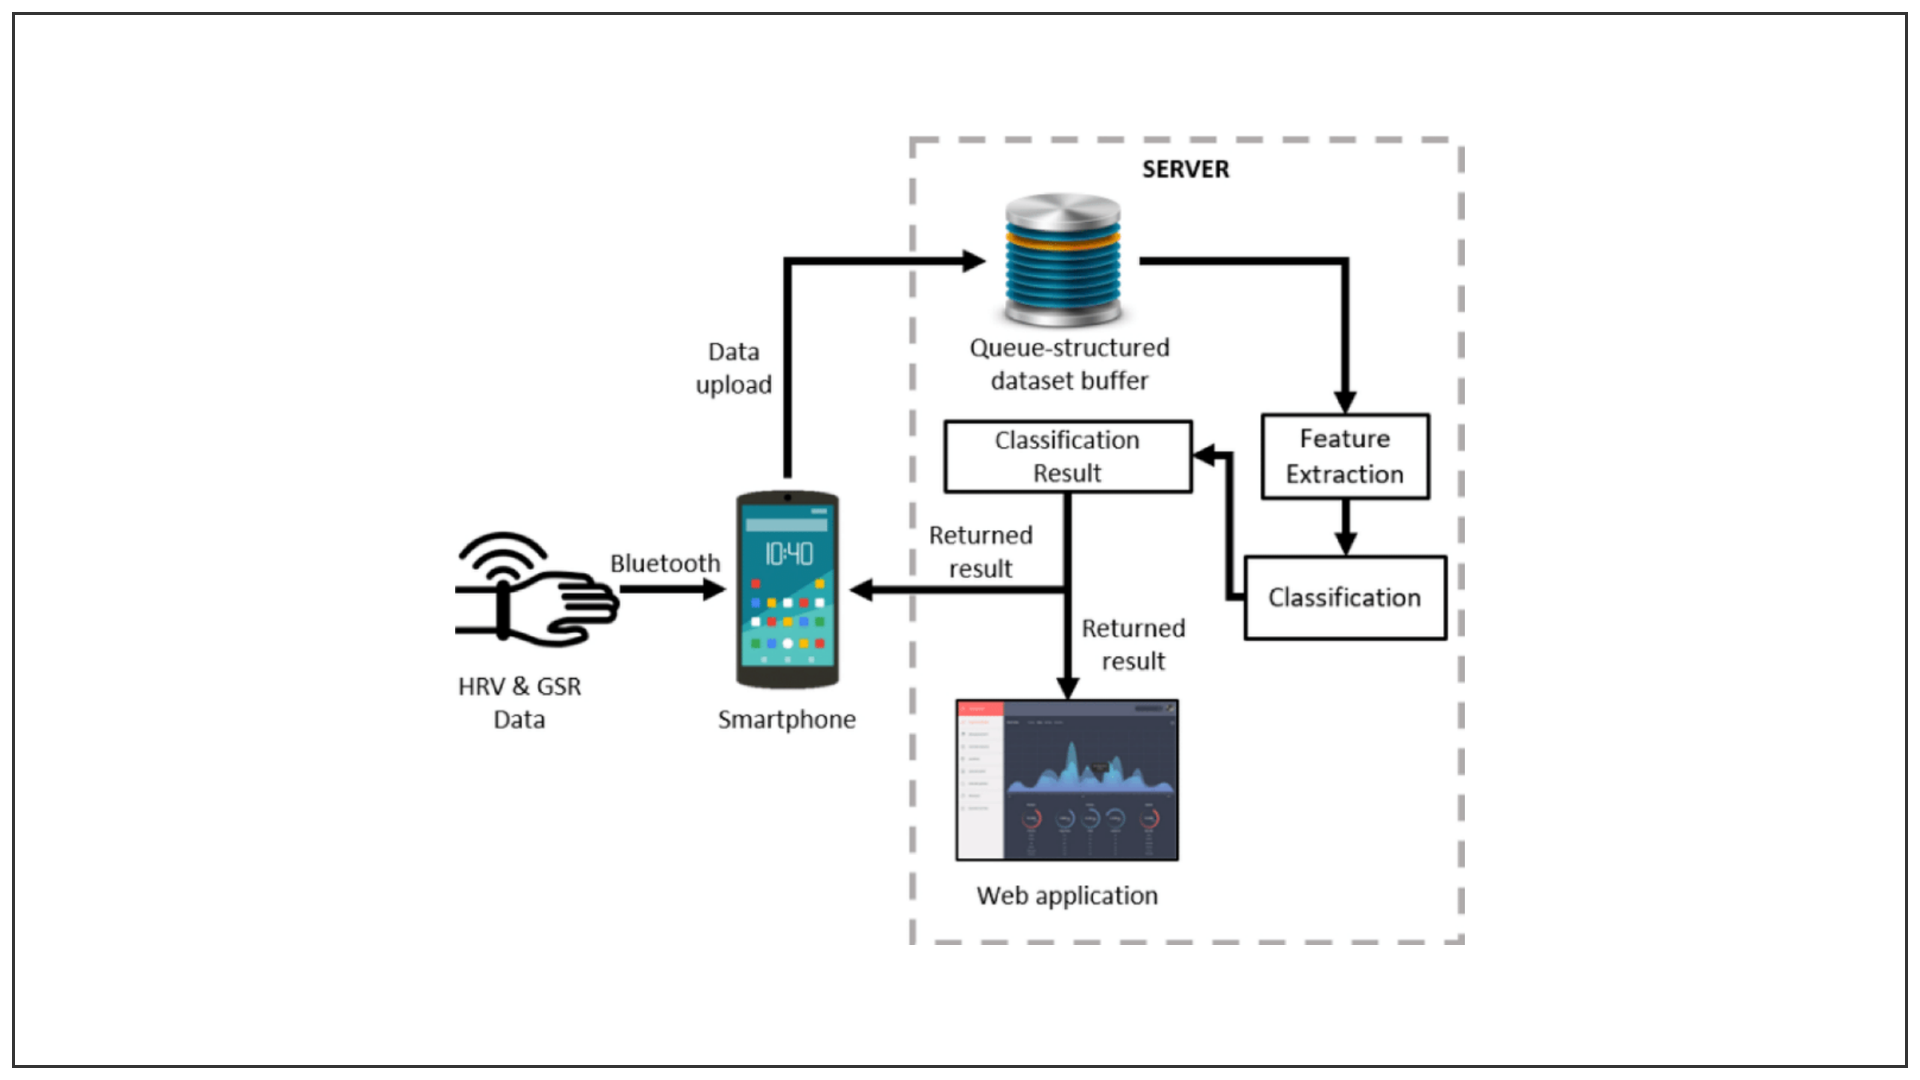 SERVER
Queue-structured
dataset buffer
Data
upload
Classification
Result
Feature
Extraction
Returned
result
Bluetooth
10:40
Classification
Returned
result
HRV & GSR
Data
Smartphone
Web application